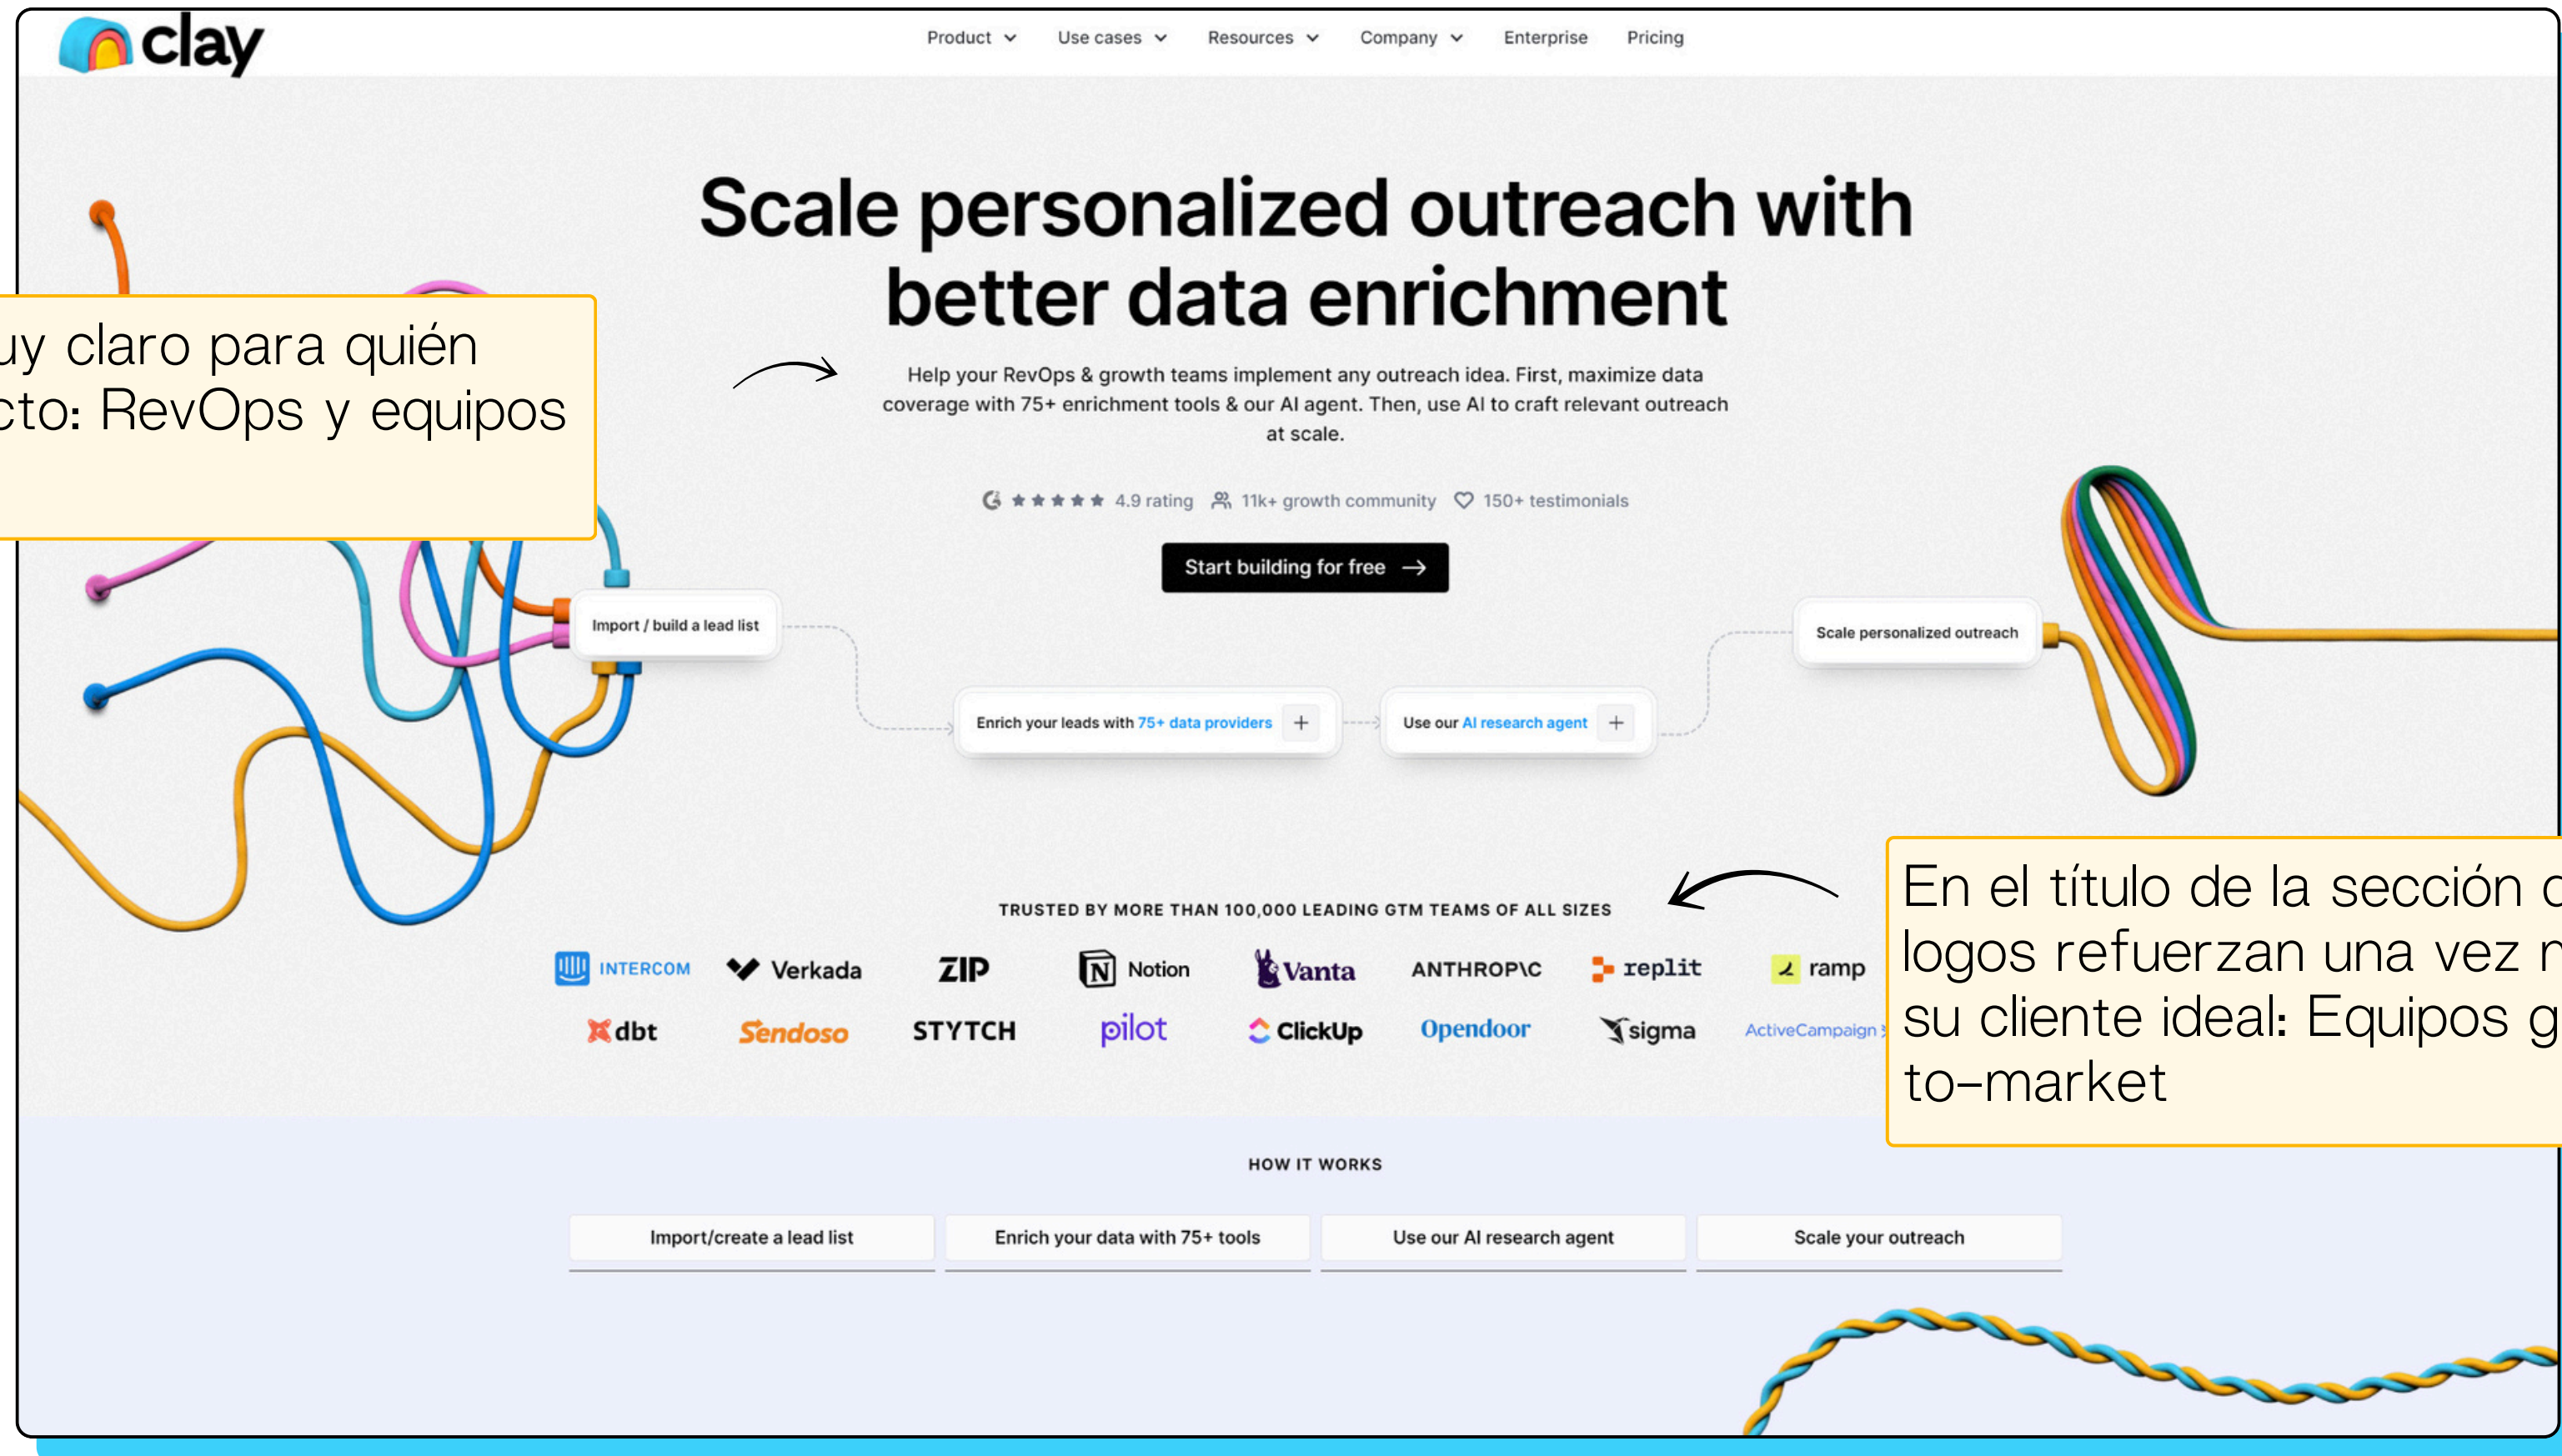 clay
Product Use cases Resources Company Enterprise Pricing
Scale personalized outreach with
better data enrichment
claro para quién
RevOps y equipos
Help your RevOps & growth teams implement any outreach idea. First, maximize data
coverage with 75+ enrichment tools & our AI agent. Then, use AI to craft relevant outreach
at scale.
4.9 rating 11k+ growth community 150+ testimonials
Start building for free →
Import / build a lead list
Scale personalized outreach
Enrich your leads with 75+ data providers +
Use our AI research agent +
TRUSTED BY MORE THAN 100,000 LEADING GTM TEAMS OF ALL SIZES
INTERCOM Verkada ZIP Notion Vanta ANTHROP\C replit ramp
dbt Sendoso STYTCH pilot ClickUp Opendoor sigma ActiveCampaign
En el título de la sección
logos refuerzan una vez
su cliente ideal: Equipos
to-market
HOW IT WORKS
Import/create a lead list
Enrich your data with 75+ tools
Use our AI research agent
Scale your outreach